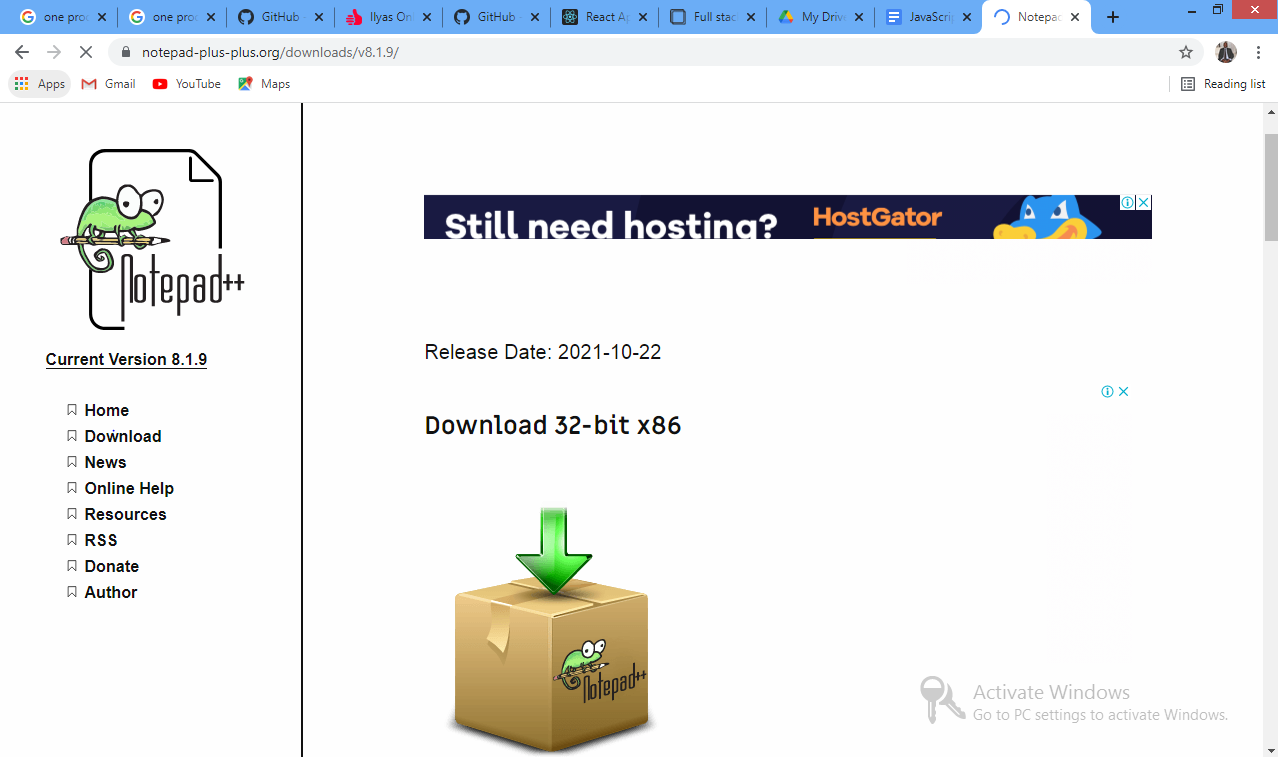 one proc
one proc
GitHub -
Ilyas Onl
GitHub -
React Ap
Full stac
My Drive
JavaScrip
Notepad
notepad-plus-plus.org/downloads/v8.1.9/
Apps
Gmail
YouTube
Maps
Reading list
Still need hosting?
HostGator
Notepad++
Current Version 8.1.9
Home
Download
News
Online Help
Resources
RSS
Donate
Author
Release Date: 2021-10-22
Download 32-bit x86
Notepad++
Activate Windows
Go to PC settings to activate Windows.